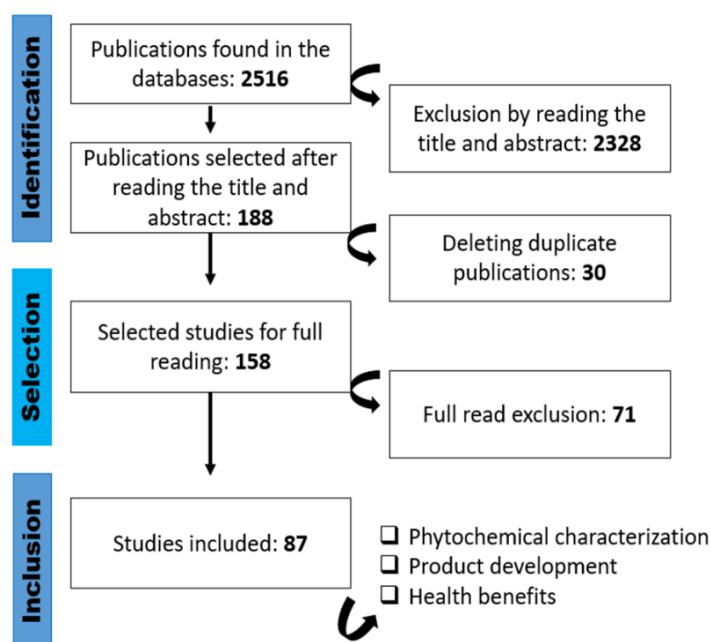 Identification
Publications found in the
databases: 2516
Exclusion by reading the
title and abstract: 2328
Publications selected after
reading the title and
abstract: 188
Deleting duplicate
publications: 30
Selection
Selected studies for full
reading: 158
Full read exclusion: 71
Inclusion
Studies included: 87
❑ Phytochemical characterization
❑ Product development
❑ Health benefits